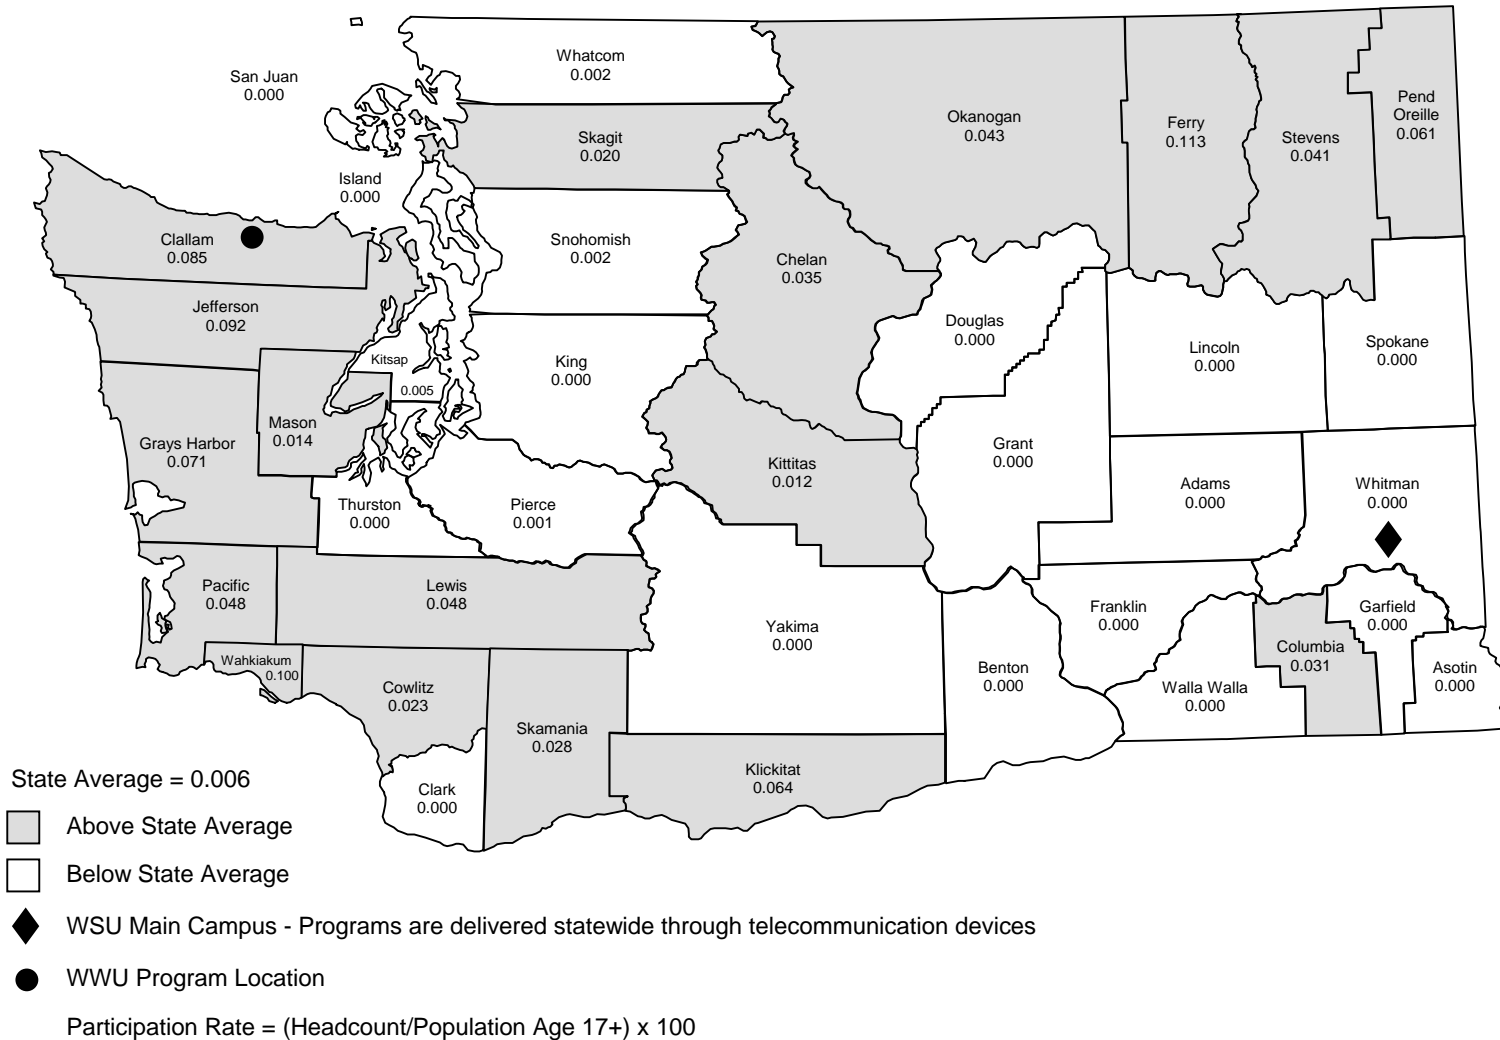 Whatcom
0.002
San Juan
0.000
Skagit
0.020
Okanogan
0.043
Ferry
0.113
Stevens
0.041
Pend
Oreille
0.061
Island
0.000
Clallam
0.085
Snohomish
0.002
Chelan
0.035
Jefferson
0.092
Douglas
0.000
Lincoln
0.000
Spokane
0.000
Kitsap
0.005
King
0.000
Mason
0.014
Grays Harbor
0.071
Grant
0.000
Kittitas
0.012
Adams
0.000
Whitman
0.000
Thurston
0.000
Pierce
0.001
Pacific
0.048
Lewis
0.048
Yakima
0.000
Franklin
0.000
Garfield
0.000
Columbia
0.031
Asotin
0.000
Wahkiakum
0.100
Cowlitz
0.023
Benton
0.000
Walla Walla
0.000
Skamania
0.028
Klickitat
0.064
Clark
0.000
State Average = 0.006
Above State Average
Below State Average
WSU Main Campus - Programs are delivered statewide through telecommunication devices
WWU Program Location
Participation Rate = (Headcount/Population Age 17+) x 100